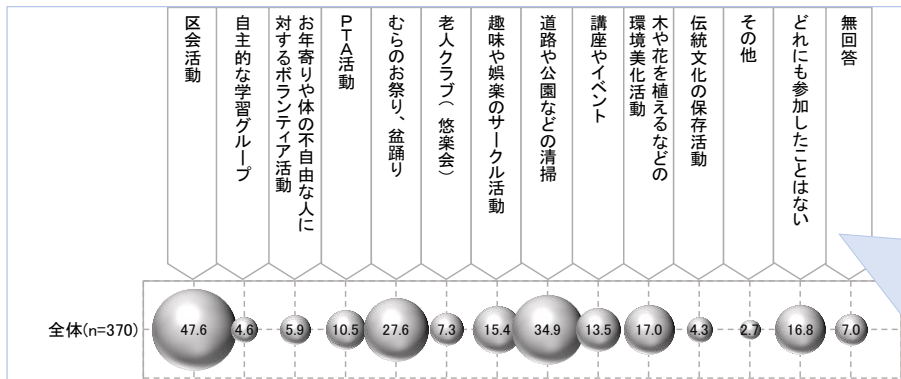 区会活動
自主的な学習グループ
お年寄りや体の不自由な人に
対するボランティア活動
PTA活動
むらのお祭り、盆踊り
老人クラブ（悠楽会）
趣味や娯楽のサークル活動
道路や公園などの清掃
講座やイベント
木や花を植えるなどの
環境美化活動
伝統文化の保存活動
その他
どれにも参加したことはない
無回答
全体(n=370)
47.6
4.6
5.9
10.5
27.6
7.3
15.4
34.9
13.5
17.0
4.3
2.7
16.8
7.0